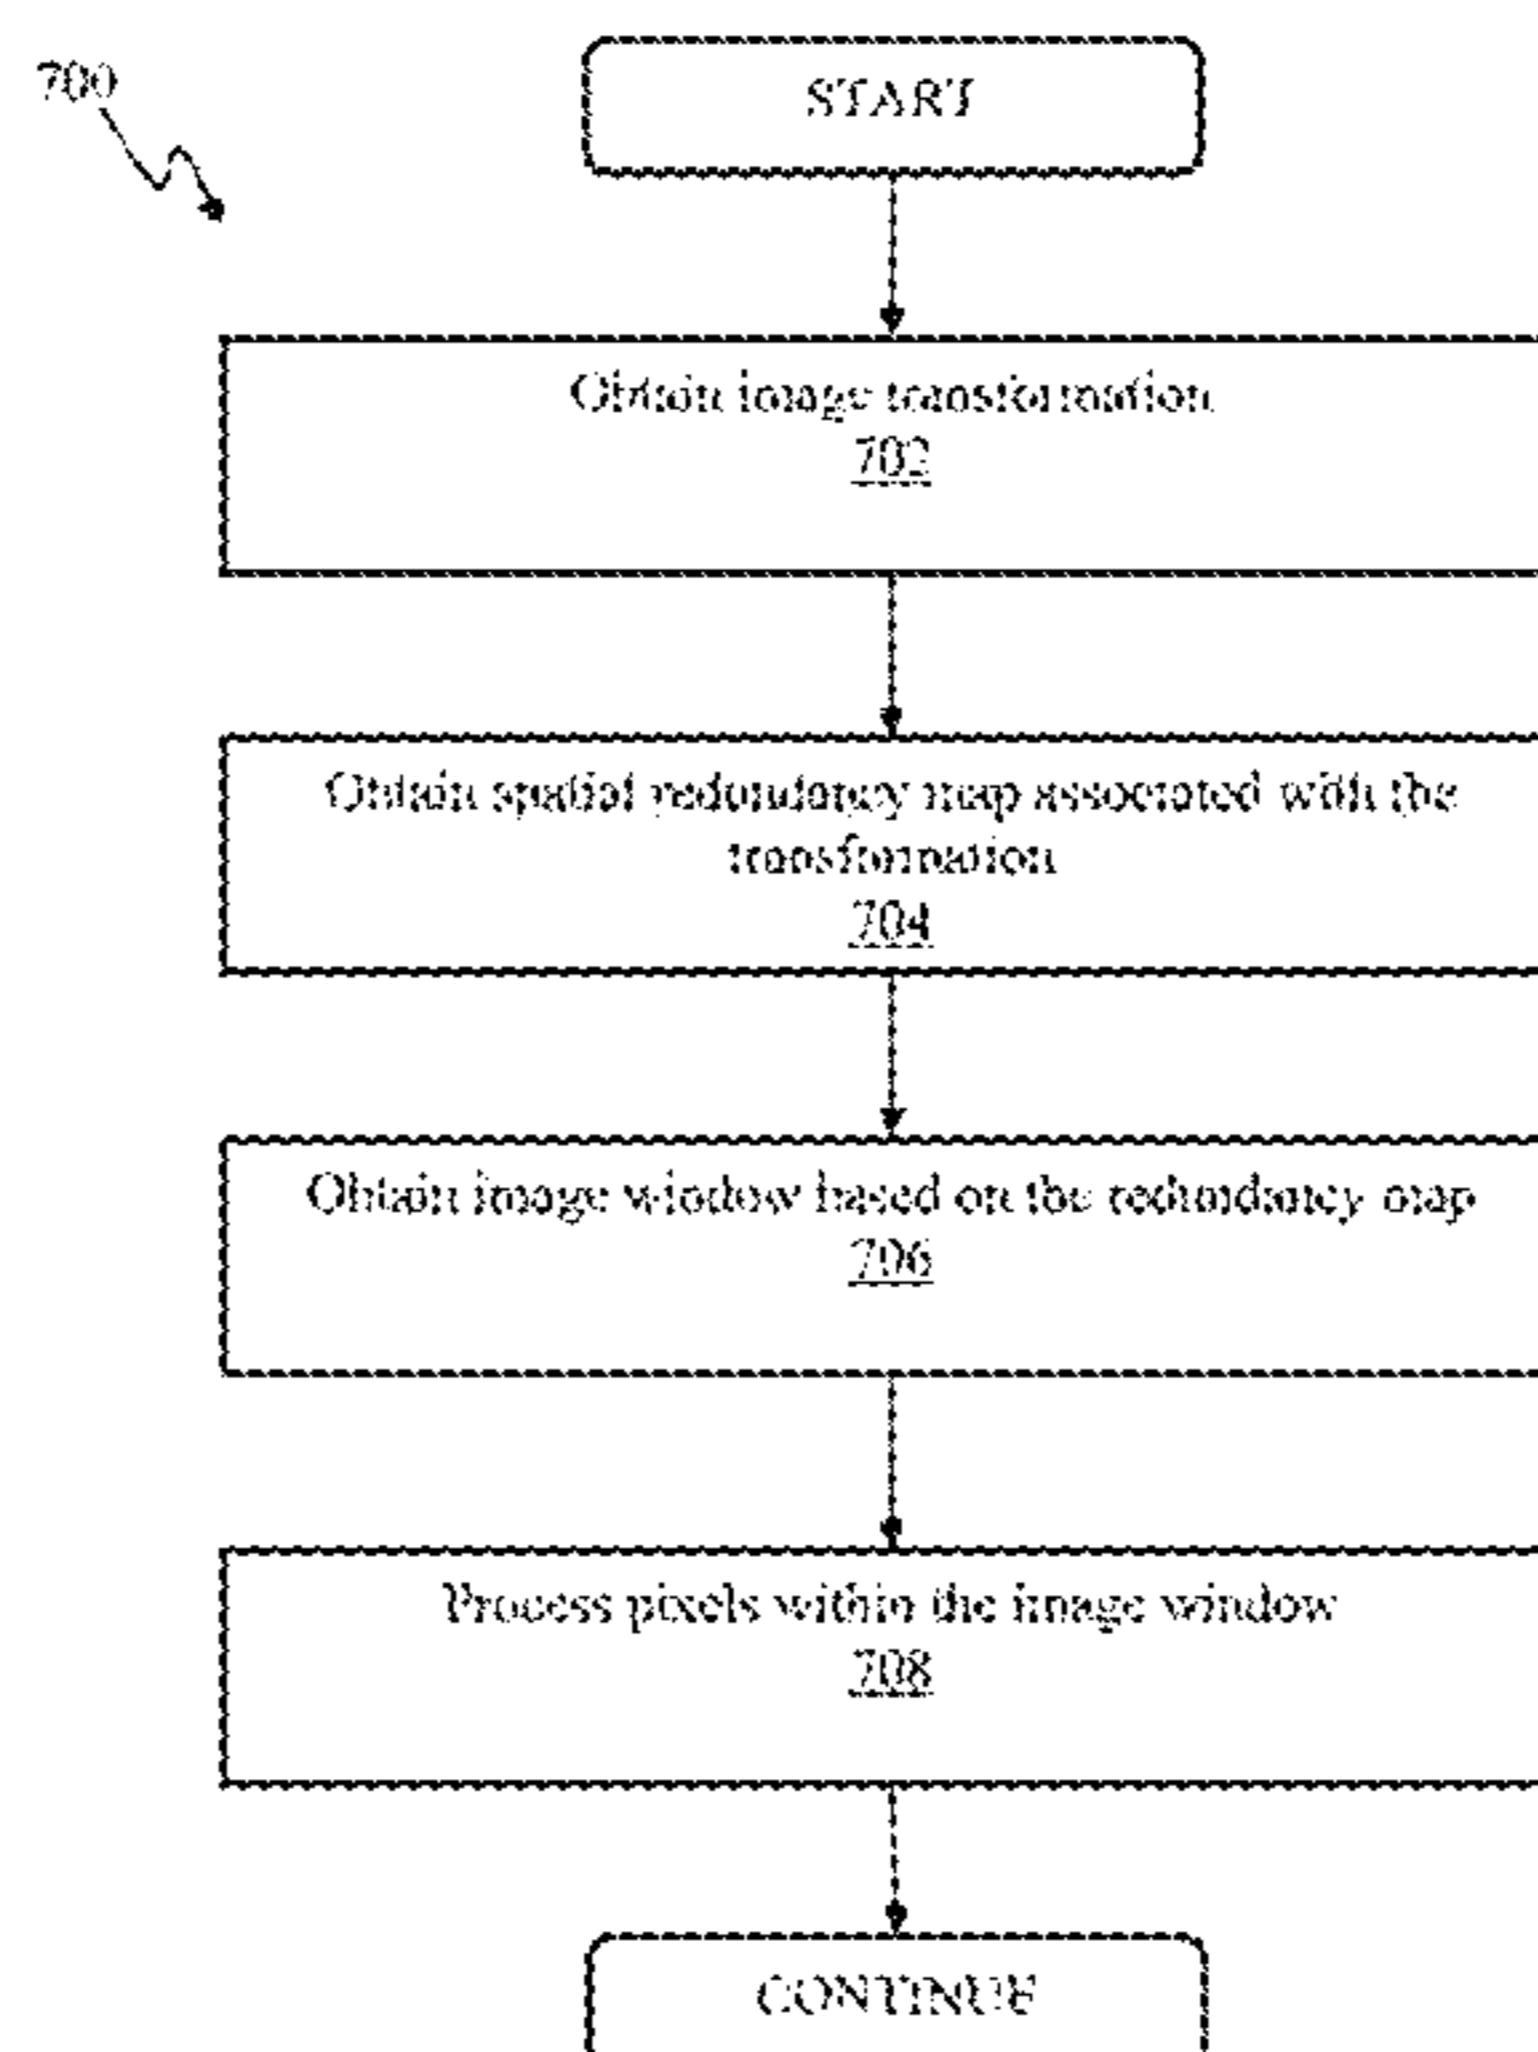 700
START
Obtain image transformation
702
Obtain spatial redundancy map associated with the
transformation
704
Obtain image window based on the redundancy map
706
Process pixels within the image window
708
CONTINUE